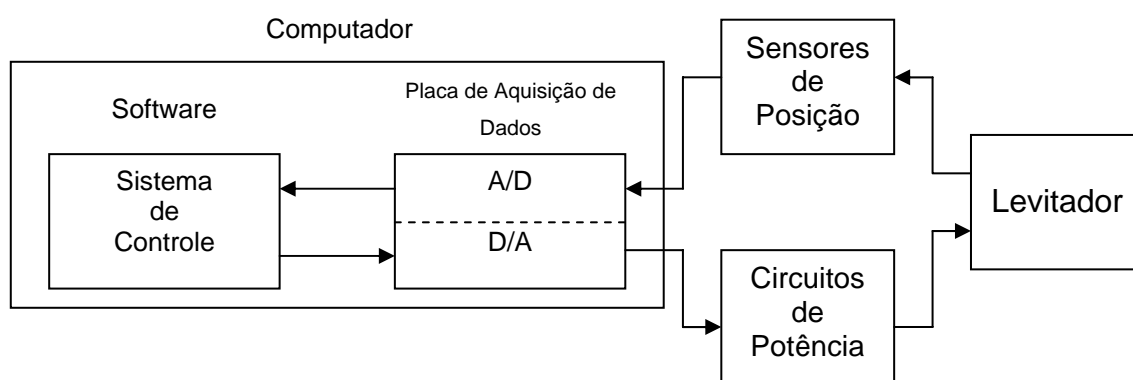 Computador
Software
Placa de Aquisição de
Dados
Sistema
de
Controle
A/D
D/A
Sensores
de
Posição
Circuitos
de
Potência
Levitador